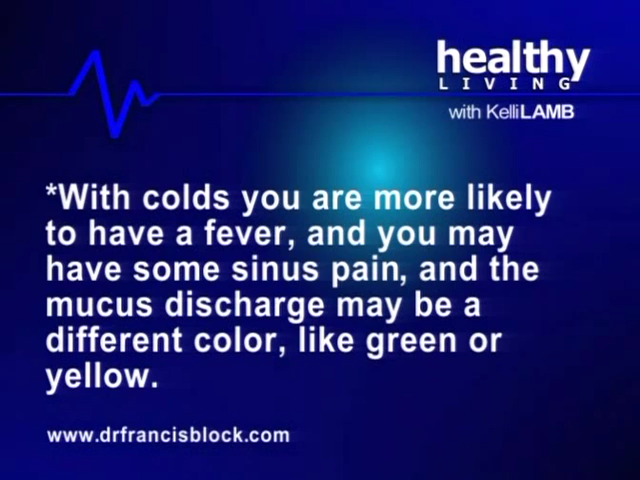 healthy
LIVING
with KelliLAMB
*With colds you are more likely
to have a fever, and you may
have some sinus pain, and the
mucus discharge may be a
different color, like green or
yellow.
www.drfrancisblock.com